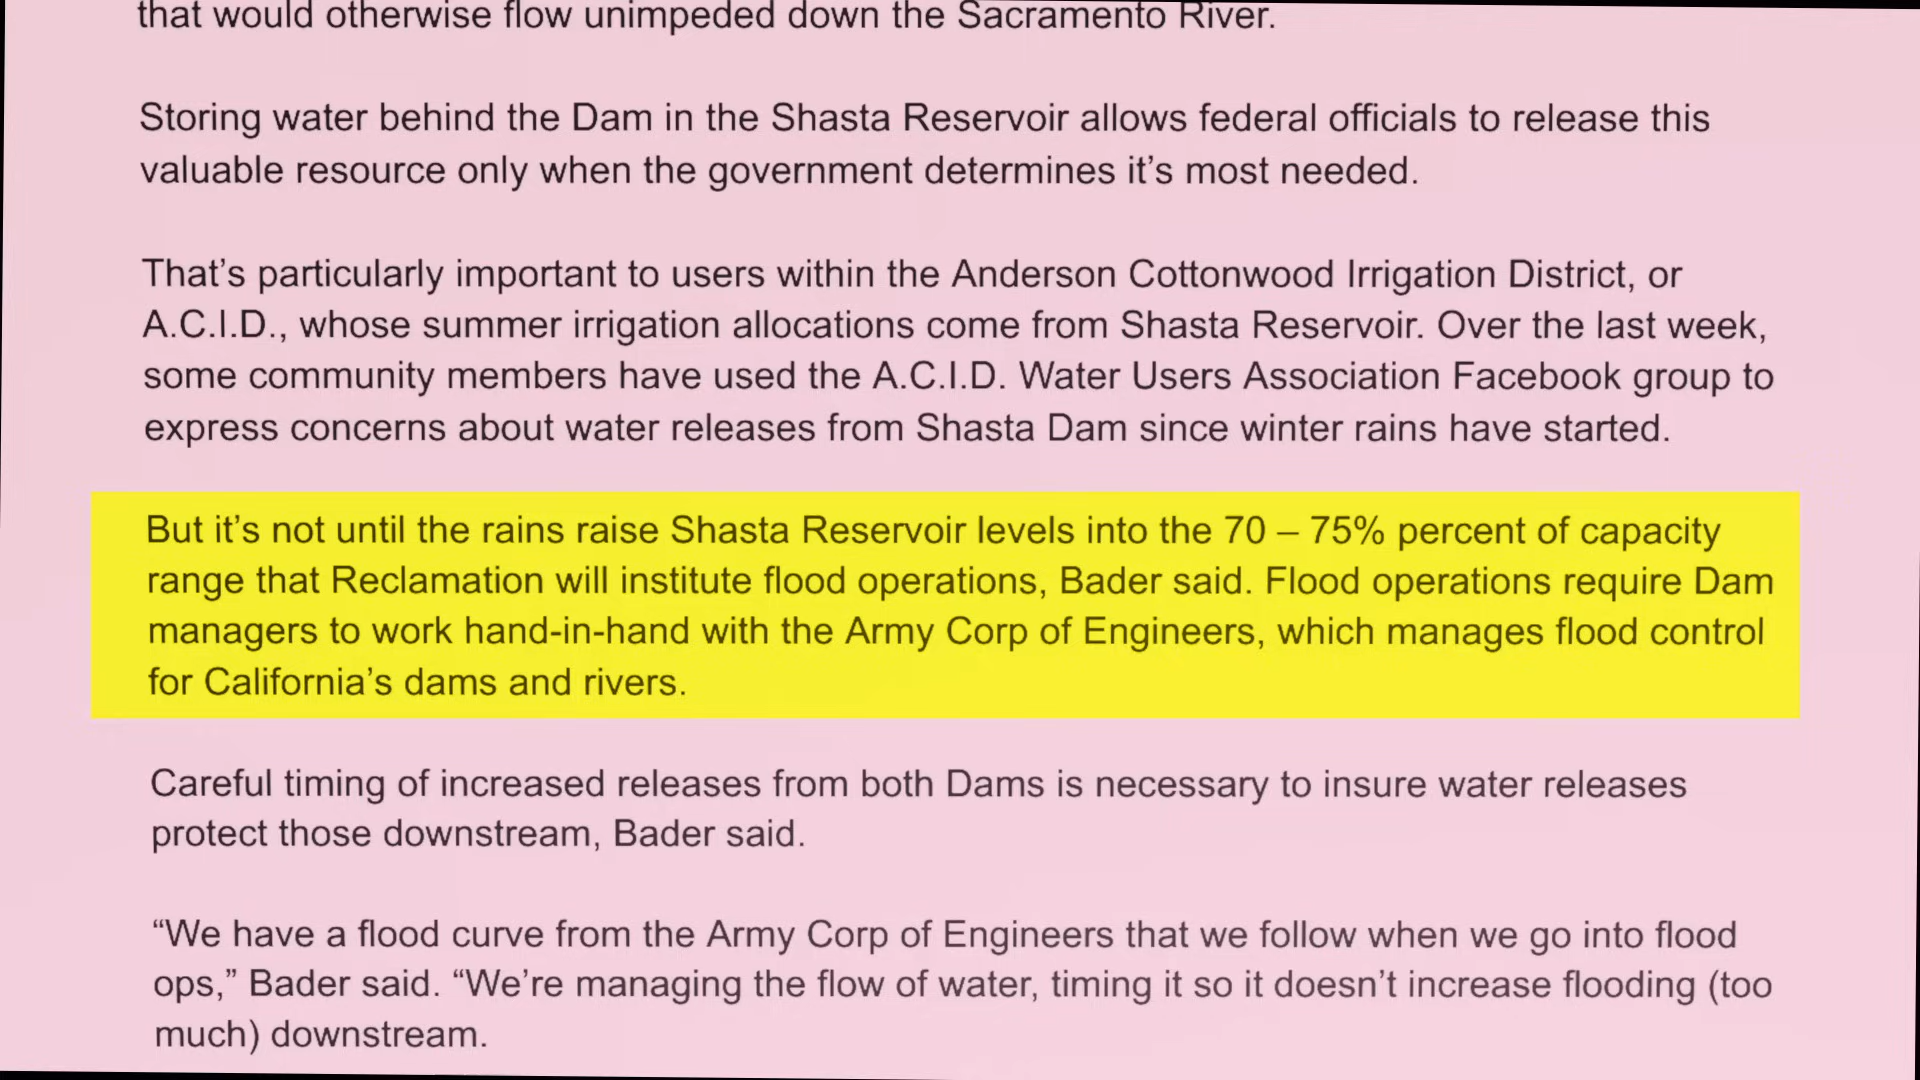 that would otherwise flow unimpeded down the Sacramento River.
Storing water behind the Dam in the Shasta Reservoir allows federal officials to release this
valuable resource only when the government determines it’s most needed.
That’s particularly important to users within the Anderson Cottonwood Irrigation District, or
A.C.I.D., whose summer irrigation allocations come from Shasta Reservoir. Over the last week,
some community members have used the A.C.I.D. Water Users Association Facebook group to
express concerns about water releases from Shasta Dam since winter rains have started.
But it’s not until the rains raise Shasta Reservoir levels into the 70 – 75% percent of capacity
range that Reclamation will institute flood operations, Bader said. Flood operations require Dam
managers to work hand-in-hand with the Army Corp of Engineers, which manages flood control
for California’s dams and rivers.
Careful timing of increased releases from both Dams is necessary to insure water releases
protect those downstream, Bader said.
“We have a flood curve from the Army Corp of Engineers that we follow when we go into flood
ops,” Bader said. “We’re managing the flow of water, timing it so it doesn’t increase flooding (too
much) downstream.